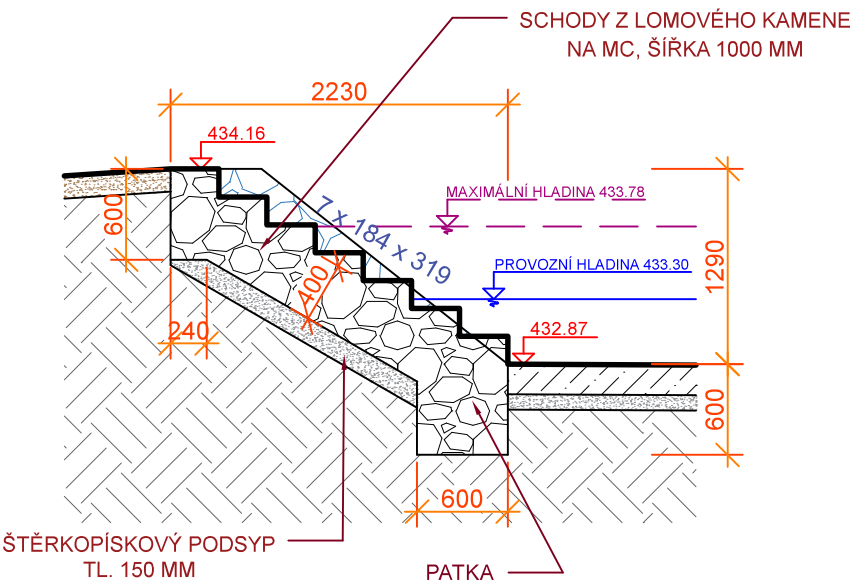 SCHODY Z LOMOVÉHO KAMENE
NA MC, ŠÍŘKA 1000 MM
2230
434.16
MAXIMÁLNÍ HLADINA 433.78
600
7 x 184 x 319
PROVOZNÍ HLADINA 433.30
1290
400
240
432.87
600
600
ŠTĚRKOPÍSKOVÝ PODSYP
TL. 150 MM
PATKA